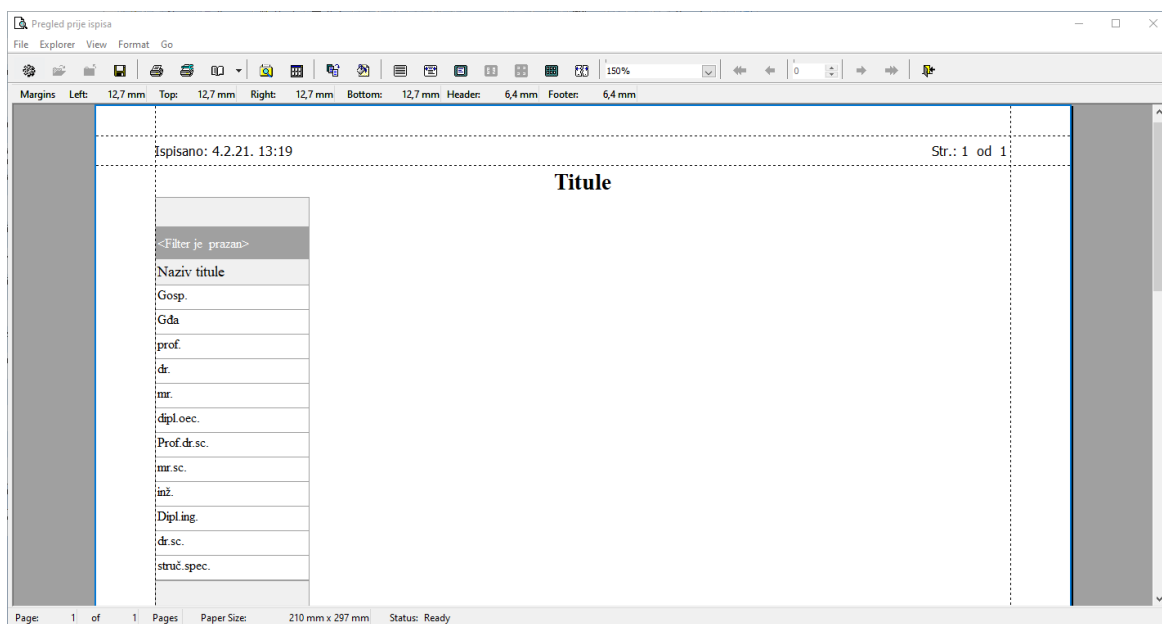 Pregled prije ispisa
File Explorer View Format Go
150% 0
Margins Left: 12,7 mm Top: 12,7 mm Right: 12,7 mm Bottom: 12,7 mm Header: 6,4 mm Footer: 6,4 mm
Ispisano: 4.2.21. 13:19 Str.: 1 od 1
Titule
<Filter je prazan>
Naziv titule
Gosp.
Gđa
prof.
dr.
mr.
dipl.oec.
Prof.dr.sc.
mr.sc.
inž.
Dipl.ing.
dr.sc.
struč.spec.
Page: 1 of 1 Pages Paper Size: 210 mm x 297 mm Status: Ready